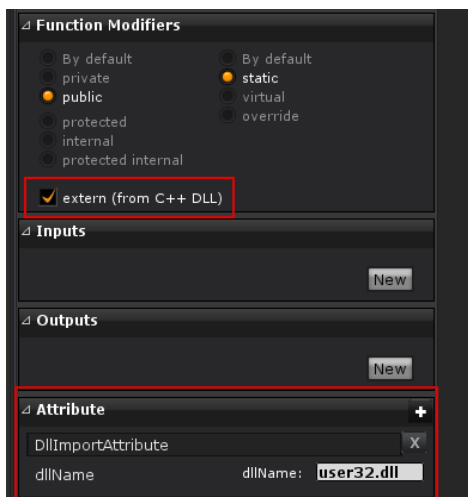 Function Modifiers
By default By default
private static
public virtual
protected override
internal
protected internal
extern (from C++ DLL)
Inputs
New
Outputs
New
Attribute +
DllImportAttribute X
dllName dllName: user32.dll